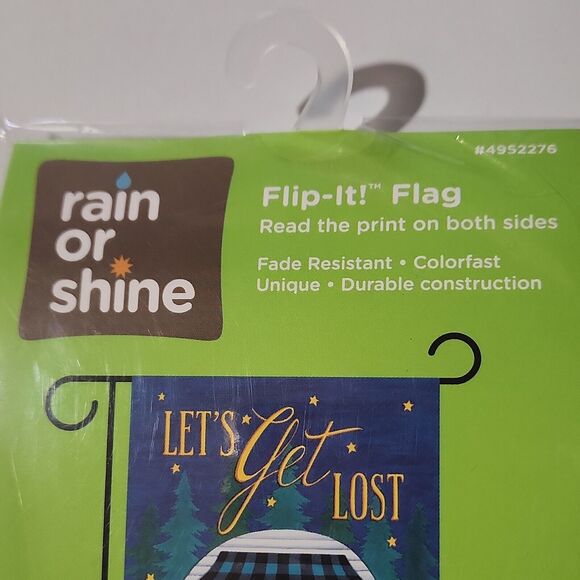 #4952276
rain
or
shine
Flip-It!™ Flag
Read the print on both sides
Fade Resistant • Colorfast
Unique • Durable construction
LET'S Get
LOST